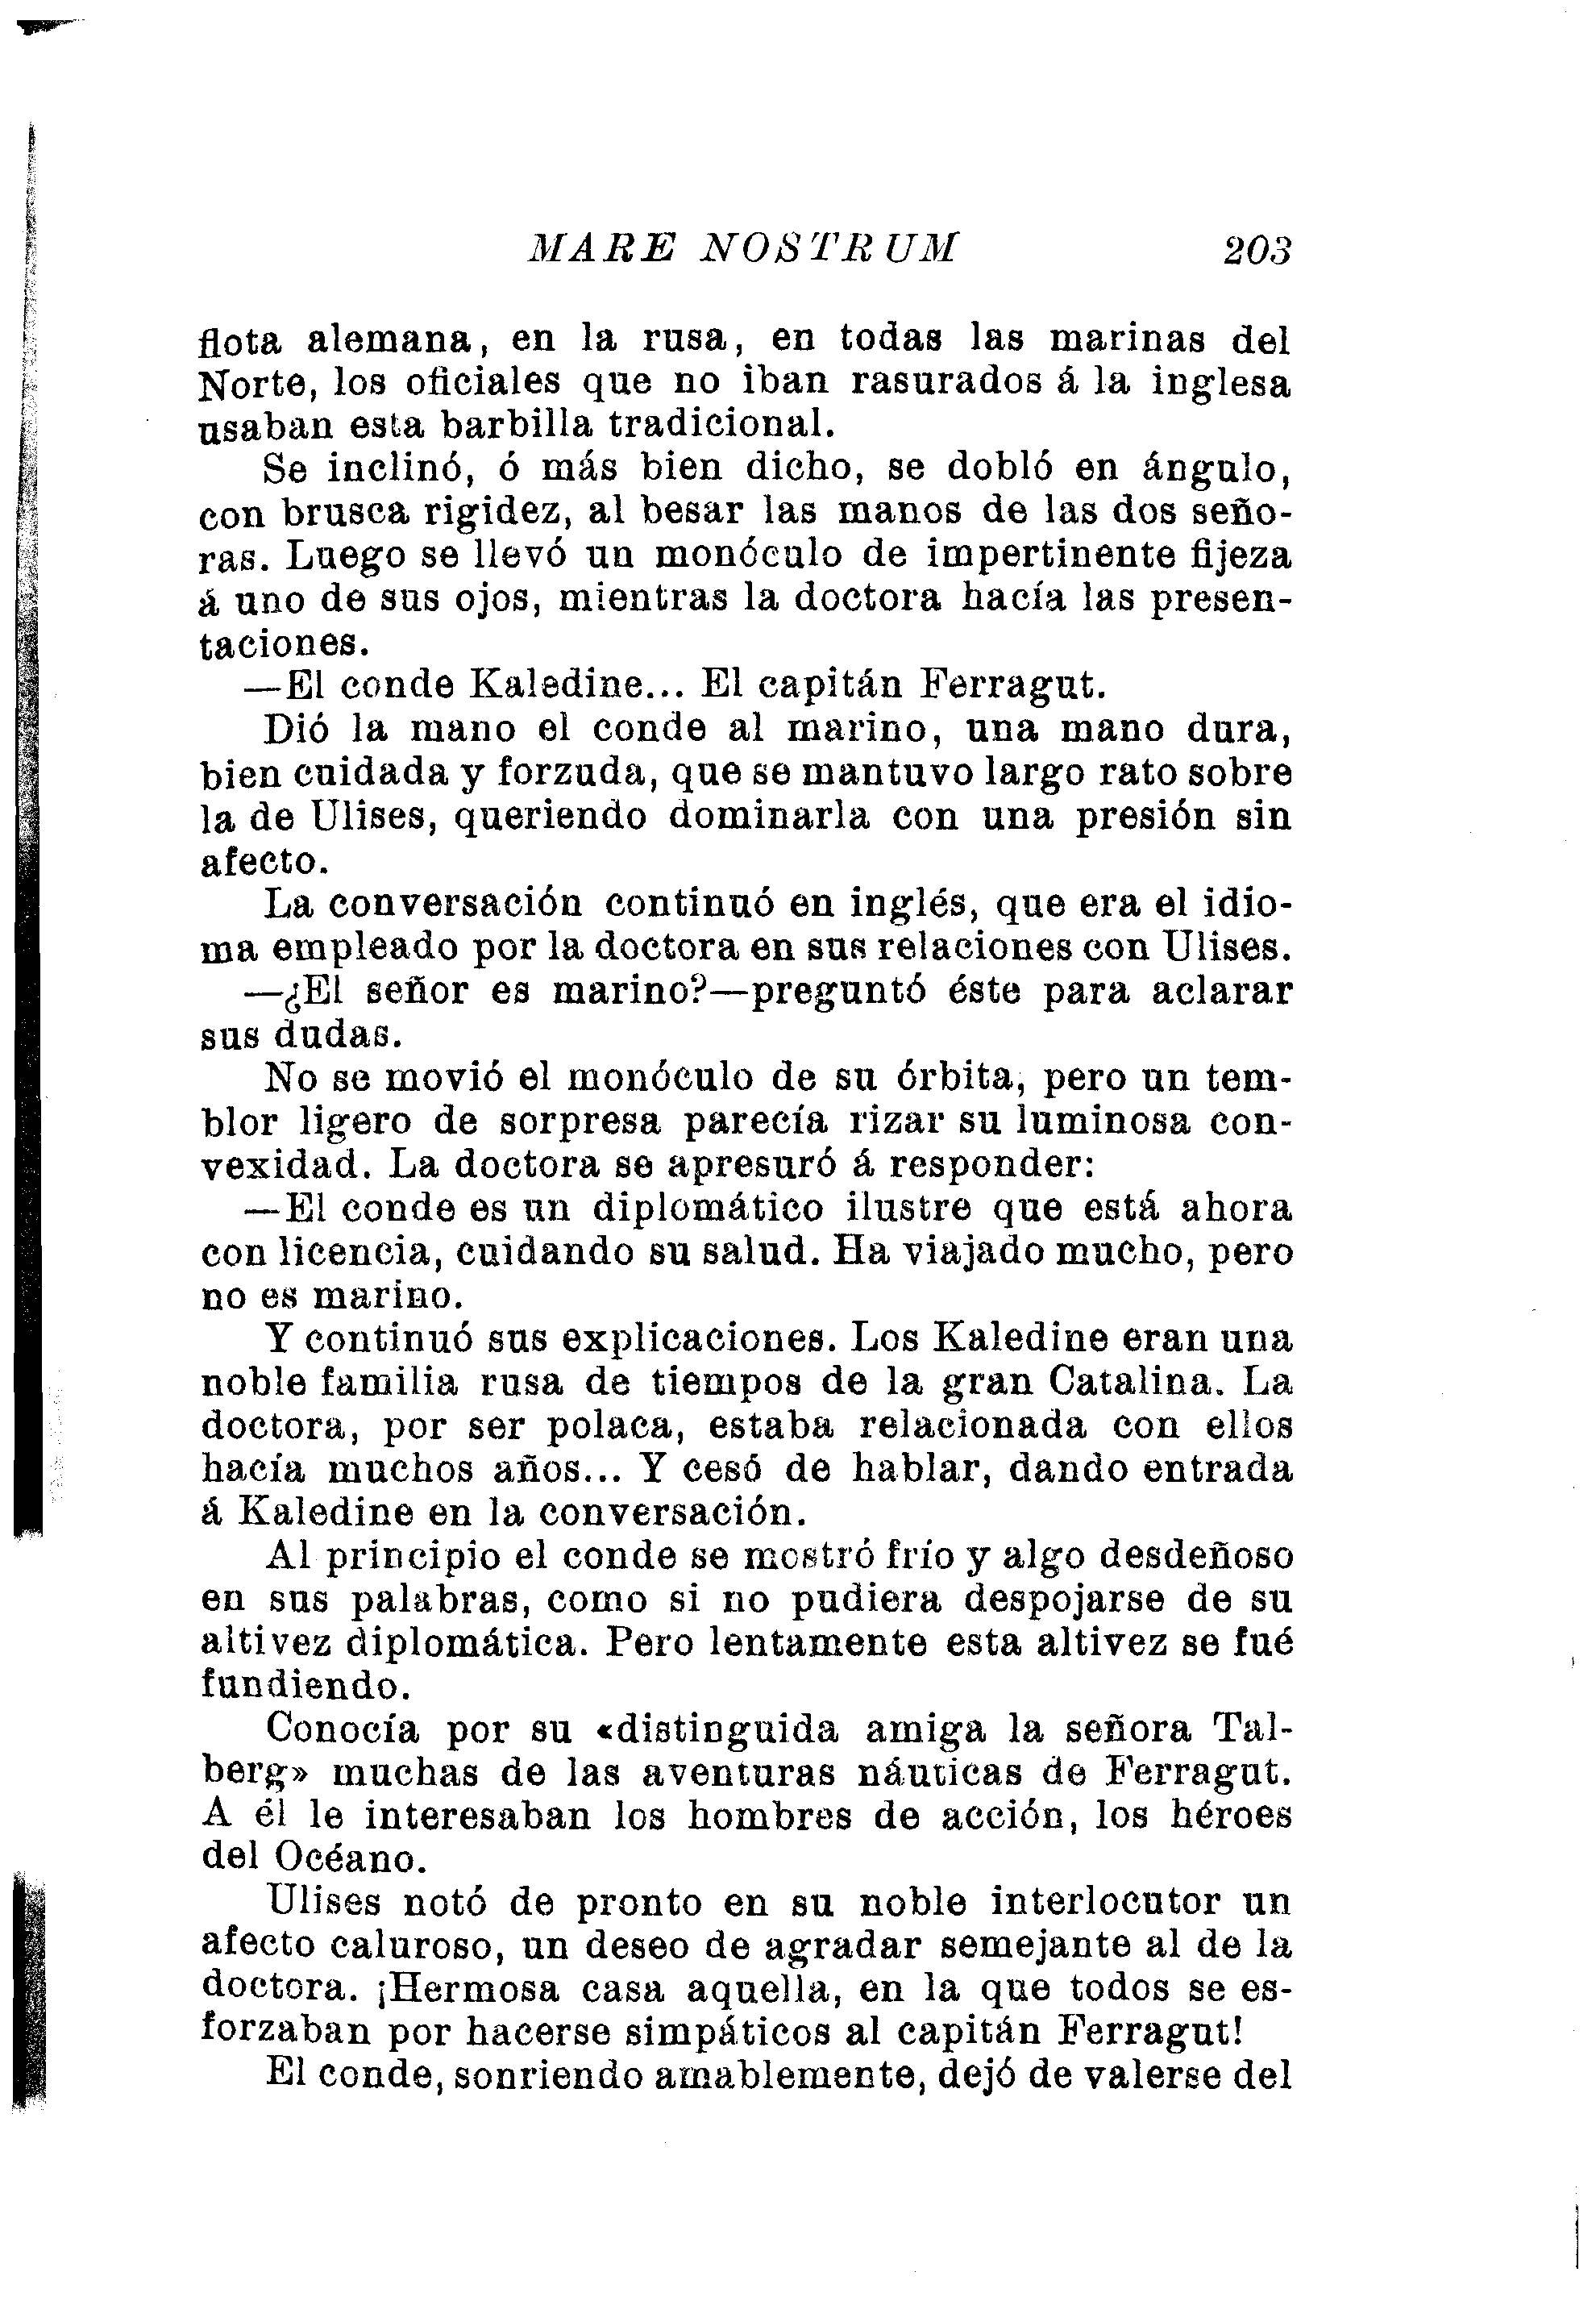 MARE NOSTRUM 203
flota alemana, en la rusa, en todas las marinas del
Norte, los oficiales que no iban rasurados á la inglesa
usaban esta barbilla tradicional.
Se inclinó, ó más bien dicho, se dobló en ángulo,
con brusca rigidez, al besar las manos de las dos seño-
ras. Luego se llevó un monóculo de impertinente fijeza
á uno de sus ojos, mientras la doctora hacía las presen-
taciones.
—El conde Kaledine... El capitán Ferragut.
Dió la mano el conde al marino, una mano dura,
bien cuidada y forzuda, que se mantuvo largo rato sobre
la de Ulises, queriendo dominarla con una presión sin
afecto.
La conversación continuó en inglés, que era el idio-
ma empleado por la doctora en sus relaciones con Ulises.
—¿El señor es marino?—preguntó éste para aclarar
sus dudas.
No se movió el monóculo de su órbita, pero un tem-
blor ligero de sorpresa parecía rizar su luminosa con-
vexidad. La doctora se apresuró á responder:
—El conde es un diplomático ilustre que está ahora
con licencia, cuidando su salud. Ha viajado mucho, pero
no es marino.
Y continuó sus explicaciones. Los Kaledine eran una
noble familia rusa de tiempos de la gran Catalina. La
doctora, por ser polaca, estaba relacionada con ellos
hacía muchos años... Y cesó de hablar, dando entrada
á Kaledine en la conversación.
Al principio el conde se mostró frío y algo desdeñoso
en sus palabras, como si no pudiera despojarse de su
altivez diplomática. Pero lentamente esta altivez se fué
fundiendo.
Conocía por su «distinguida amiga la señora Tal-
berg» muchas de las aventuras náuticas de Ferragut.
A él le interesaban los hombres de acción, los héroes
del Océano.
Ulises notó de pronto en su noble interlocutor un
afecto caluroso, un deseo de agradar semejante al de la
doctora. ¡Hermosa casa aquella, en la que todos se es-
forzaban por hacerse simpáticos al capitán Ferragut!
El conde, sonriendo amablemente, dejó de valerse del